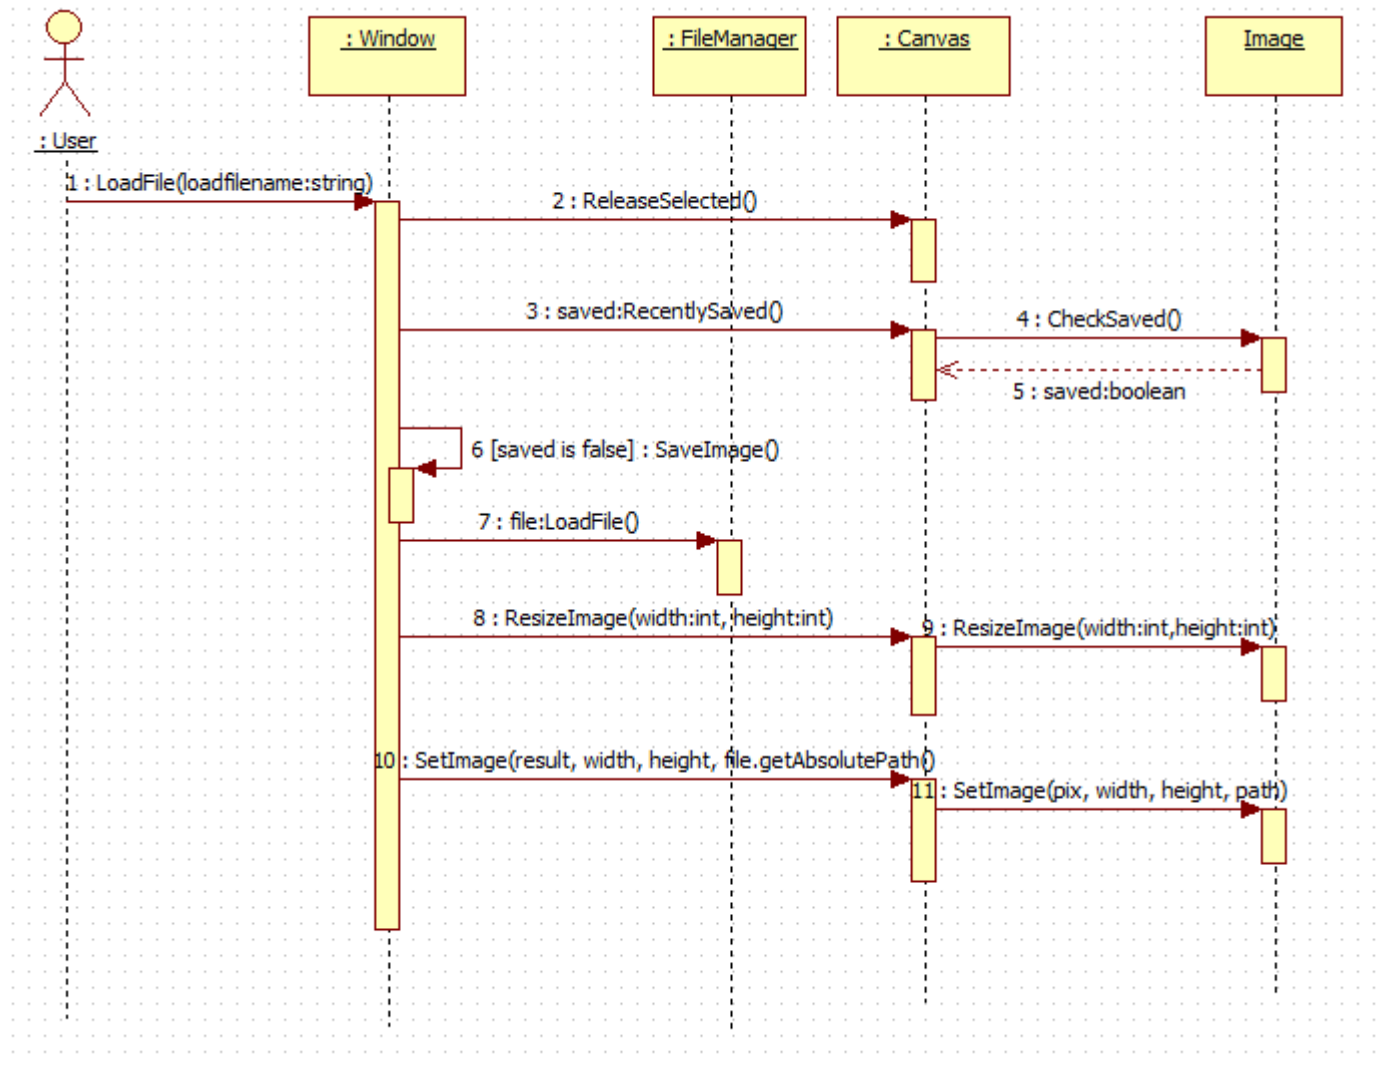 : Window
: FileManager
: Canvas
Image
: User
1 : LoadFile(loadfilename:string)
2 : ReleaseSelected()
3 : saved:RecentlySaved()
4 : CheckSaved()
5 : saved:boolean
6 [saved is false] : SaveImage()
7 : file:LoadFile()
8 : ResizeImage(width:int, height:int)
9 : ResizeImage(width:int,height:int)
10 : SetImage(result, width, height, file.getAbsolutePath()
11 : SetImage(pix, width, height, path)